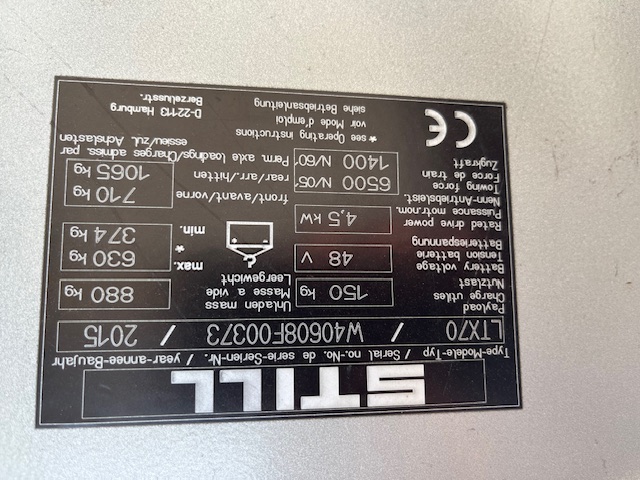 STILL
Type-Modele-Typ / Serial no.-No. de serie-Serien-Nr. / year-annee-Baujahr
LTX70 / W40608F00373 / 2015
Payload
Charge utiles
Nutzlast
150 kg
Unladen mass
Masse a vide
Leergewicht
880 kg
Battery voltage
Tension batterie
Batteriespannung
48 V
max. *
630 kg
min.
374 kg
Rated drive power
Puissance motr.nom.
Nenn-Antriebsleist.
4,5 kW
Towing force
Force de train
Zugkraft
6500 N/05'
1400 N/60'
front/avant/vorne
710 kg
rear/arr./hitten
1065 kg
Perm. axle loadings/Charges admiss. par
essieu/zul. Achslasten
CE
* see Operating instructions
voir Mode d'emploi
siehe Betriebsanleitung
Berzeliusstr.
D-22113 Hamburg